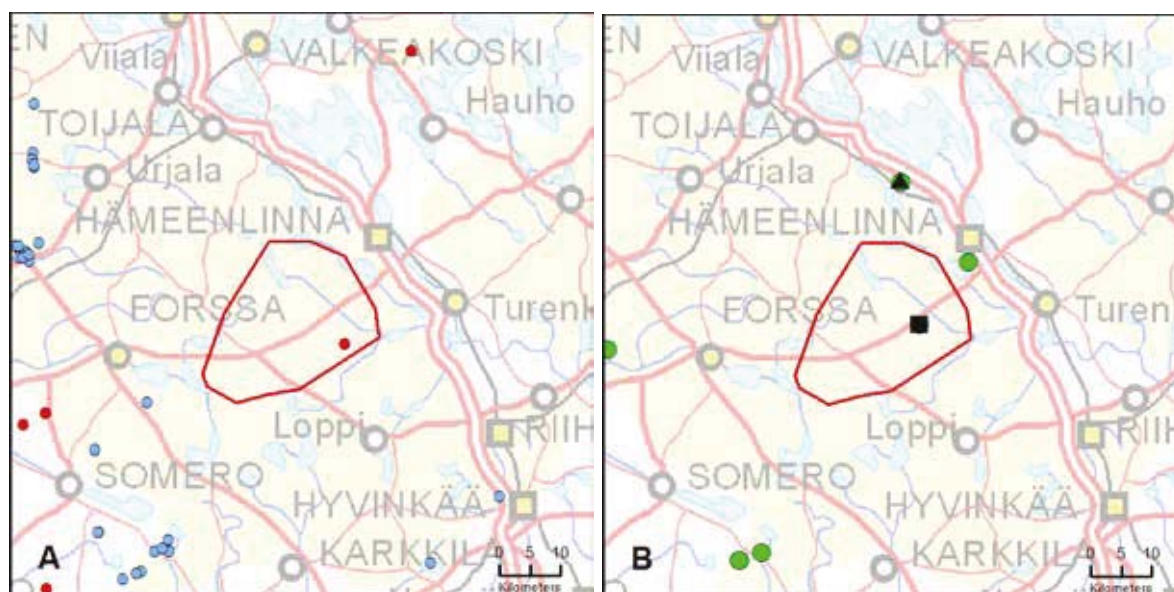 EN
VALKEAKOSKI
Viiala
Hauho
TOIJALA
Urjala
HÄMEENLINNA
FORSSA
Turenk
Loppi
RIIH
SOMERO
HYVINKÄÄ
KARKKILA
A
0 5 10
Kilometers
EN
VALKEAKOSKI
Viiala
Hauho
TOIJALA
Urjala
HÄMEENLINNA
FORSSA
Turen
Loppi
RIIH
SOMERO
HYVINKÄÄ
KARKKILA
B
0 5 10
Kilometers